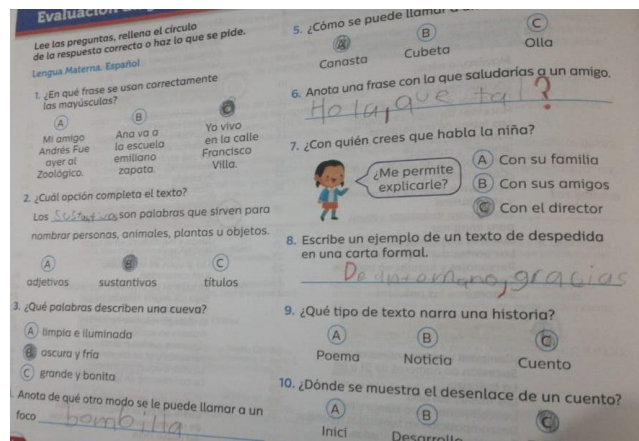 Evaluación
Lee las preguntas, rellena el círculo
de la respuesta correcta o haz lo que se pide.
Lengua Materna. Español
1. ¿En qué frase se usan correctamente
las mayúsculas?
A
B
Mi amigo
Andrés Fue
ayer al
Zoológico.
Ana va a
la escuela
emiliano
zapata.
Yo vivo
en la calle
Francisco
Villa.
2. ¿Cuál opción completa el texto?
Los sustantivos son palabras que sirven para
nombrar personas, animales, plantas u objetos.
A
B
C
adjetivos
sustantivos
títulos
3. ¿Qué palabras describen una cueva?
A limpia e iluminada
B oscura y fría
C grande y bonita
Anota de qué otro modo se le puede llamar a un
foco bombilla
5. ¿Cómo se puede llamar
A
B
C
Canasta
Cubeta
Olla
6. Anota una frase con la que saludarías a un amigo.
Hola, que tal?
7. ¿Con quién crees que habla la niña?
¿Me permite
explicarle?
A Con su familia
B Con sus amigos
C Con el director
8. Escribe un ejemplo de un texto de despedida
en una carta formal.
De antemano, gracias
9. ¿Qué tipo de texto narra una historia?
A
B
C
Poema
Noticia
Cuento
10. ¿Dónde se muestra el desenlace de un cuento?
A
B
C
Inici
Desarrollo